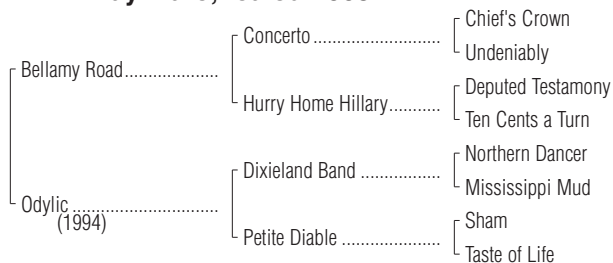 Concerto
Chief's Crown
Undeniably
Bellamy Road
Hurry Home Hillary
Deputed Testamony
Ten Cents a Turn
Dixieland Band
Northern Dancer
Mississippi Mud
Odylic
(1994)
Petite Diable
Sham
Taste of Life